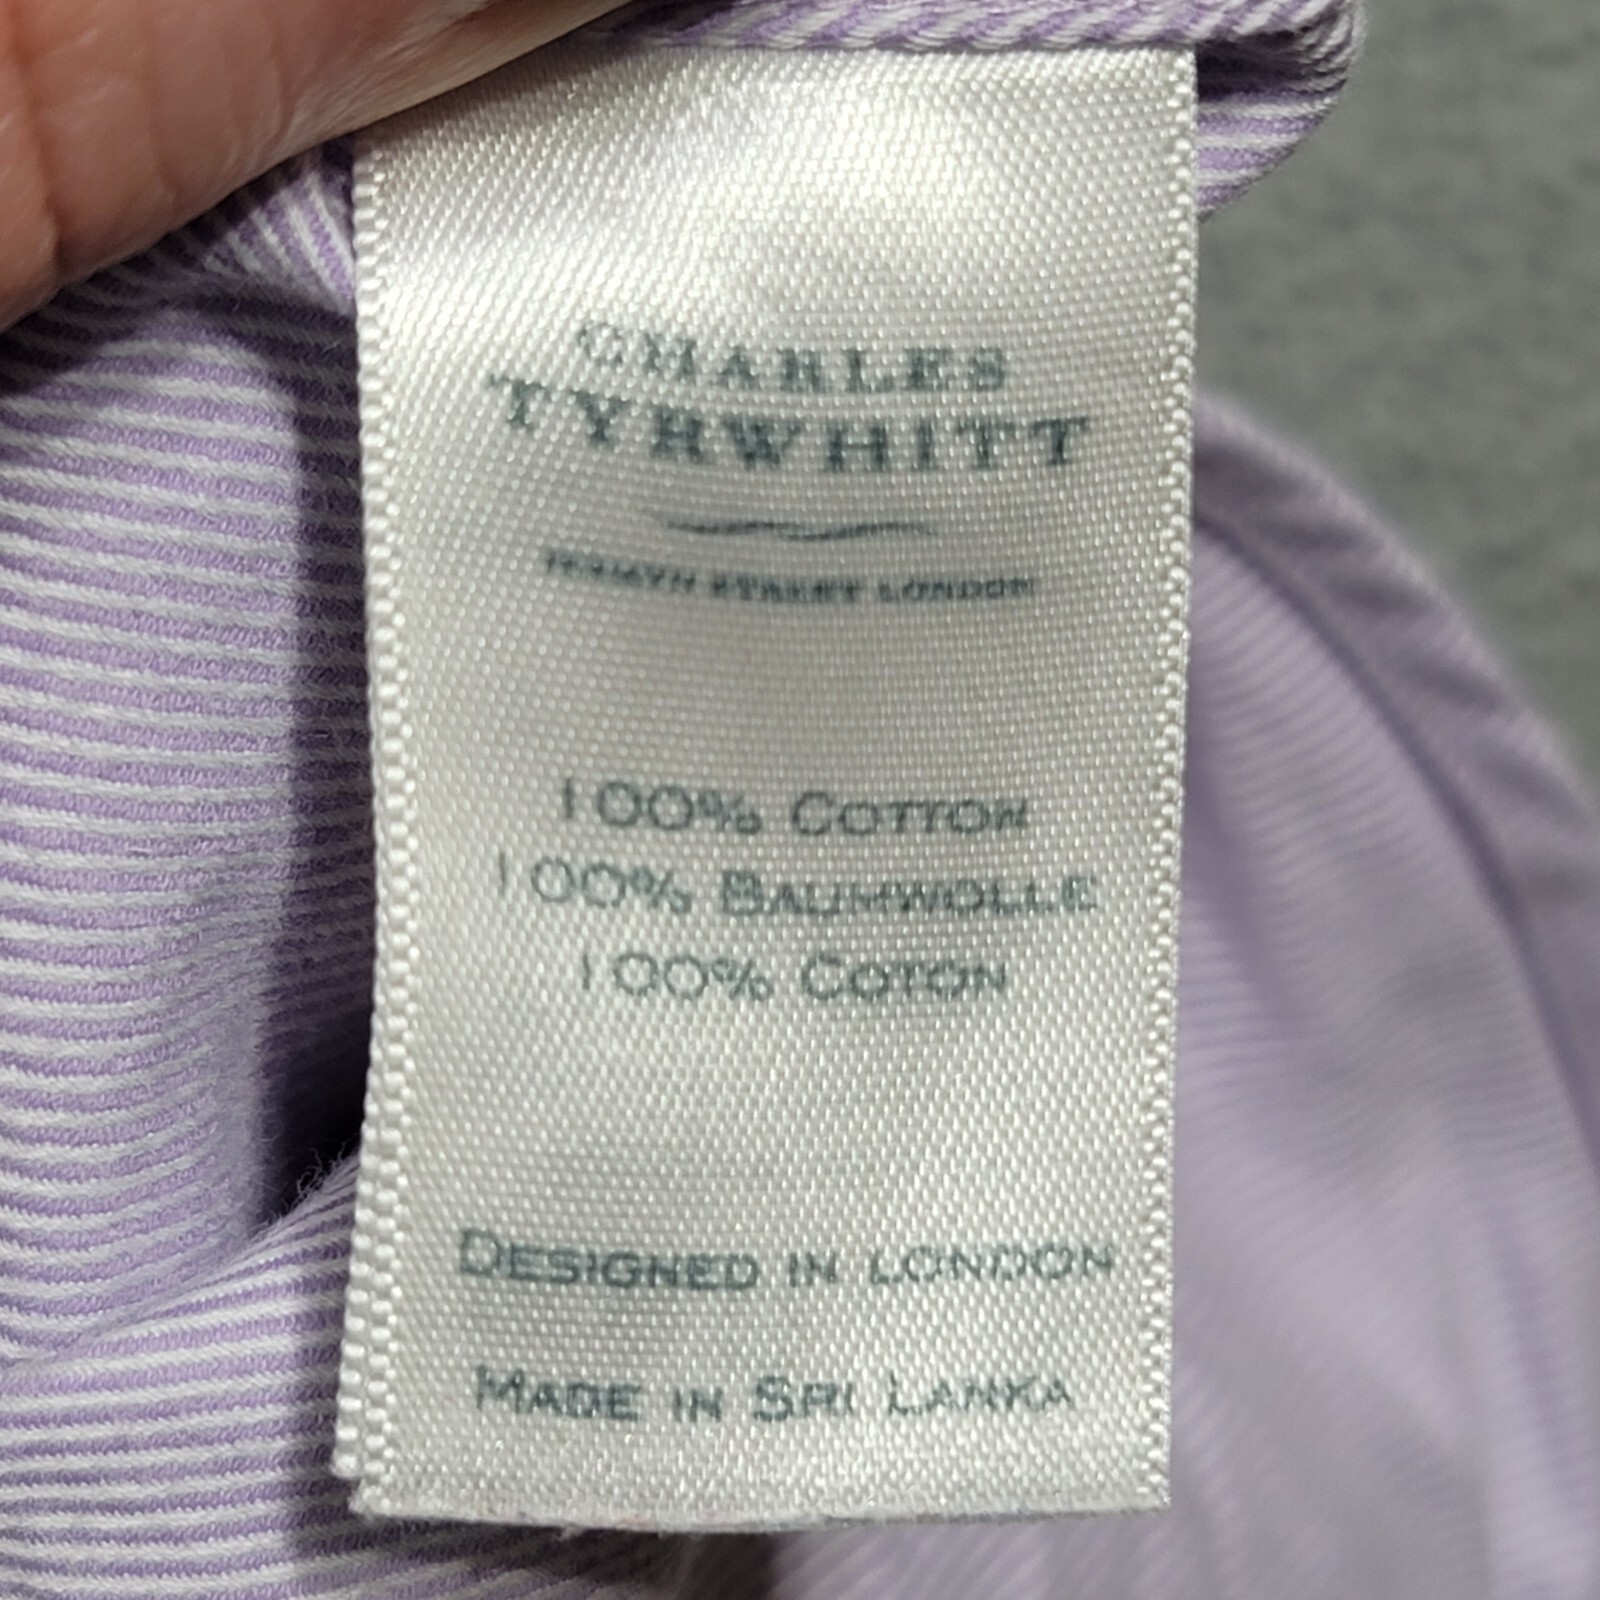 CHARLES
TYRWHITT
JERMYN STREET LONDON
100% COTTON
100% BAUMWOLLE
100% COTON
DESIGNED IN LONDON
MADE IN SRI LANKA